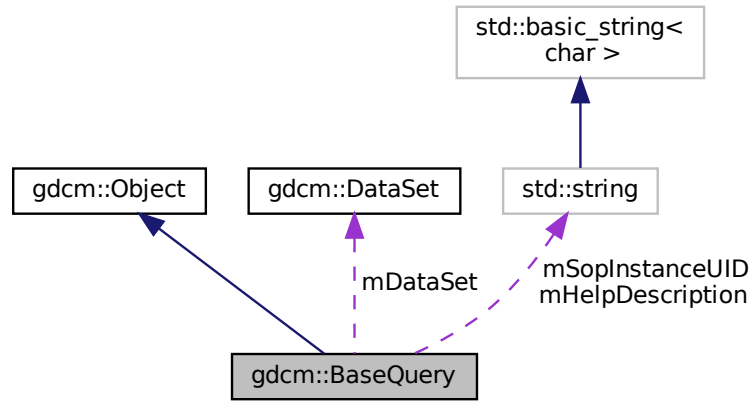 std::basic_string<
char >
gdcm::Object
gdcm::DataSet
std::string
mDataSet
mSopInstanceUID
mHelpDescription
gdcm::BaseQuery